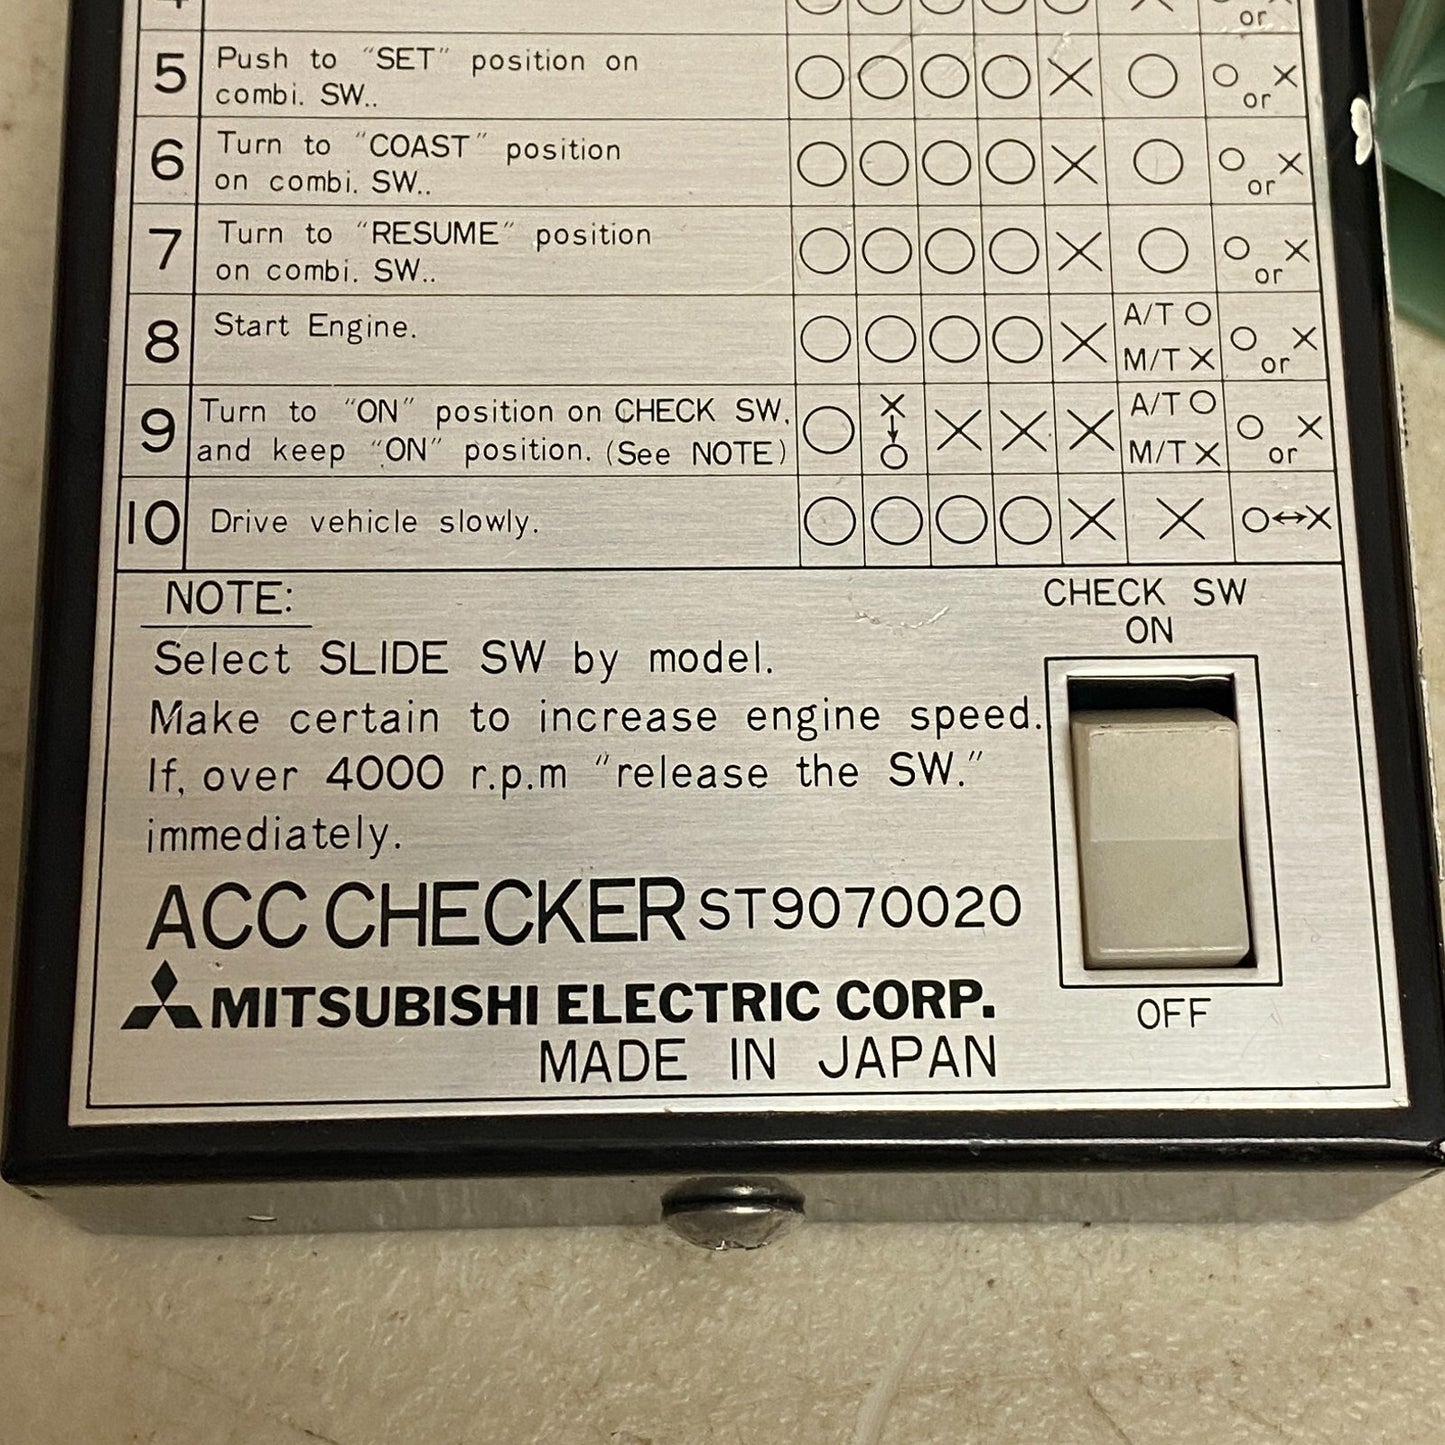 4 or
5 Push to "SET" position on
combi. SW.. ○ ○ ○ ○ × ○ ○ or ×
6 Turn to "COAST" position
on combi. SW.. ○ ○ ○ ○ × ○ ○ or ×
7 Turn to "RESUME" position
on combi. SW.. ○ ○ ○ ○ × ○ ○ or ×
8 Start Engine. ○ ○ ○ ○ × A/T ○ M/T × ○ or ×
9 Turn to "ON" position on CHECK SW,
and keep "ON" position. (See NOTE) ○ ×→○ × × × A/T ○ M/T × ○ or ×
10 Drive vehicle slowly. ○ ○ ○ ○ × × ○↔×
NOTE:
Select SLIDE SW by model.
Make certain to increase engine speed.
If, over 4000 r.p.m "release the SW."
immediately.
CHECK SW
ON
OFF
ACC CHECKER ST9070020
MITSUBISHI ELECTRIC CORP.
MADE IN JAPAN